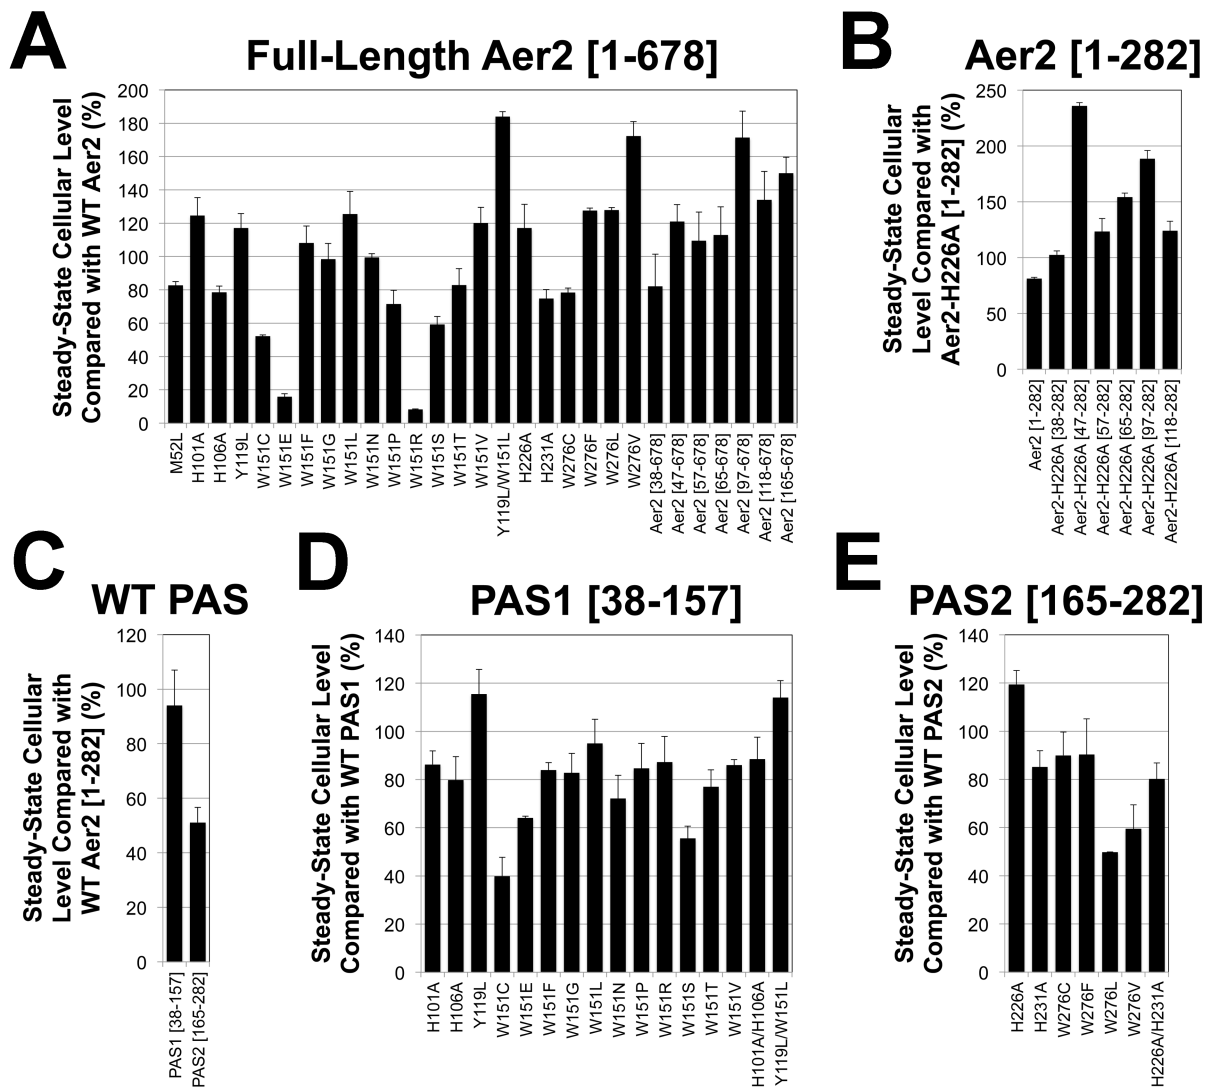 A
Full-Length Aer2 [1-678]
Steady-State Cellular Level
Compared with WT Aer2 (%)
200
180
160
140
120
100
80
60
40
20
0
M52L
H101A
H106A
Y119L
W151C
W151E
W151F
W151G
W151L
W151N
W151P
W151R
W151S
W151T
W151V
Y119L/W151L
H226A
H231A
W276C
W276F
W276L
W276V
Aer2 [38-678]
Aer2 [47-678]
Aer2 [57-678]
Aer2 [65-678]
Aer2 [97-678]
Aer2 [118-678]
Aer2 [165-678]
B
Aer2 [1-282]
Steady-State Cellular
Level Compared with
Aer2-H226A [1-282] (%)
250
200
150
100
50
0
Aer2 [1-282]
Aer2-H226A [38-282]
Aer2-H226A [47-282]
Aer2-H226A [57-282]
Aer2-H226A [65-282]
Aer2-H226A [97-282]
Aer2-H226A [118-282]
C
WT PAS
Steady-State Cellular
Level Compared with
WT Aer2 [1-282] (%)
120
100
80
60
40
20
0
PAS1 [38-157]
PAS2 [165-282]
D
PAS1 [38-157]
Steady-State Cellular Level
Compared with WT PAS1 (%)
140
120
100
80
60
40
20
0
H101A
H106A
Y119L
W151C
W151E
W151F
W151G
W151L
W151N
W151P
W151R
W151S
W151T
W151V
H101A/H106A
Y119L/W151L
E
PAS2 [165-282]
Steady-State Cellular Level
Compared with WT PAS2 (%)
140
120
100
80
60
40
20
0
H226A
H231A
W276C
W276F
W276L
W276V
H226A/H231A